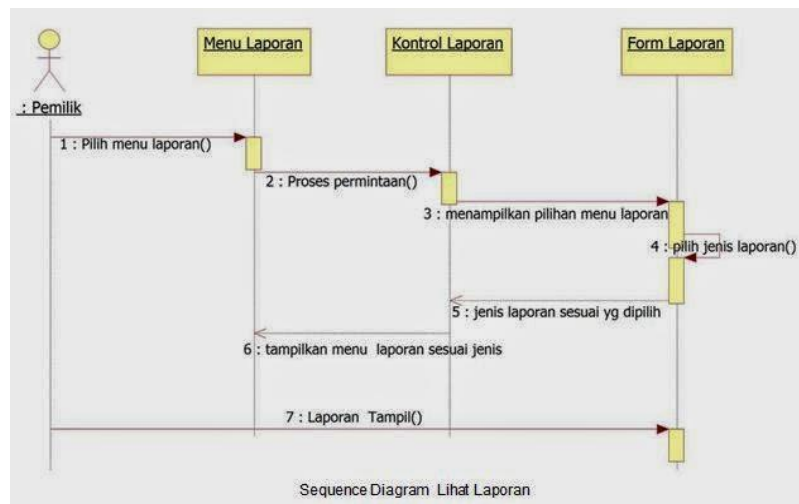 Menu Laporan
Kontrol Laporan
Form Laporan
: Pemilik
1 : Pilih menu laporan()
2 : Proses permintaan()
3 : menampilkan pilihan menu laporan
4 : pilih jenis laporan()
5 : jenis laporan sesuai yg dipilih
6 : tampilkan menu laporan sesuai jenis
7 : Laporan Tampil()
Sequence Diagram Lihat Laporan